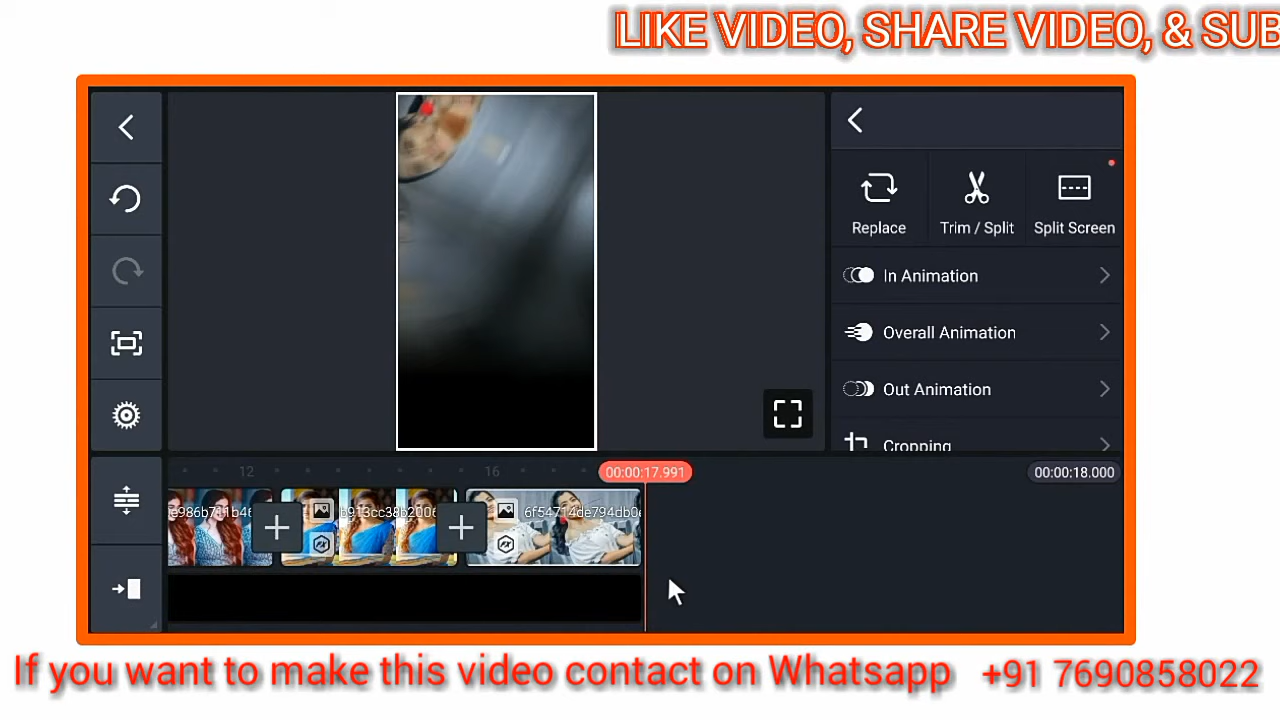 LIKE VIDEO, SHARE VIDEO, & SUB
Replace
Trim / Split
Split Screen
In Animation
Overall Animation
Out Animation
Cropping
12
16
00:00:17.991
00:00:18.000
If you want to make this video contact on Whatsapp +91 7690858022